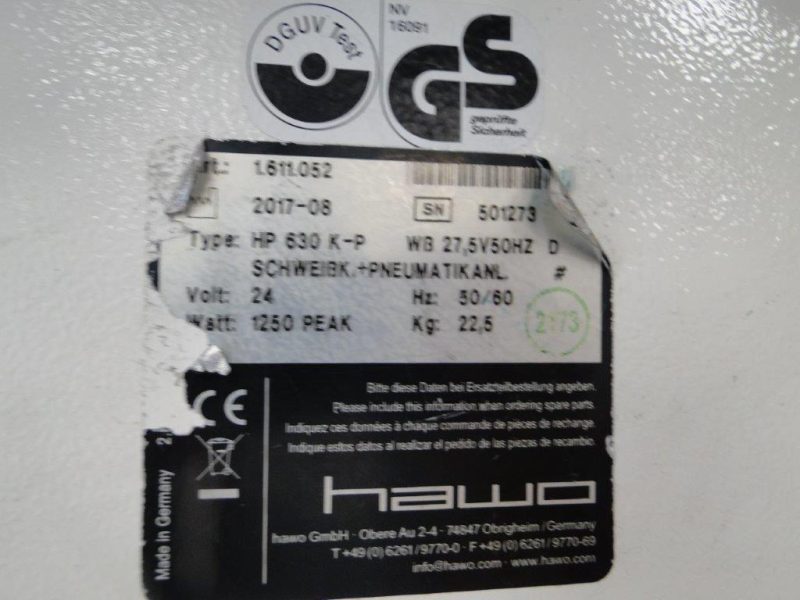 DGUV Test
NV
16091
GS
geprüfte
Sicherheit
1.611.052
2017-08 SN 501273
Type: HP 630 K-P WB 27,5V50HZ D
SCHWEIßK.+PNEUMATIKANL. #
Volt: 24 Hz: 50/60
Watt: 1250 PEAK Kg: 22,5
2173
CE
Bitte diese Daten bei Ersatzteilbestellung angeben.
Please include this information when ordering spare parts.
Indiquez ces données à chaque commande de pièces de rechange.
Indique estos datos al realizar el pedido de las piezas de recambio.
Made in Germany
hawo
hawo GmbH · Obere Au 2-4 · 74847 Obrigheim / Germany
T +49 (0) 6261 / 9770-0 · F +49 (0) 6261 / 9770-69
info@hawo.com · www.hawo.com